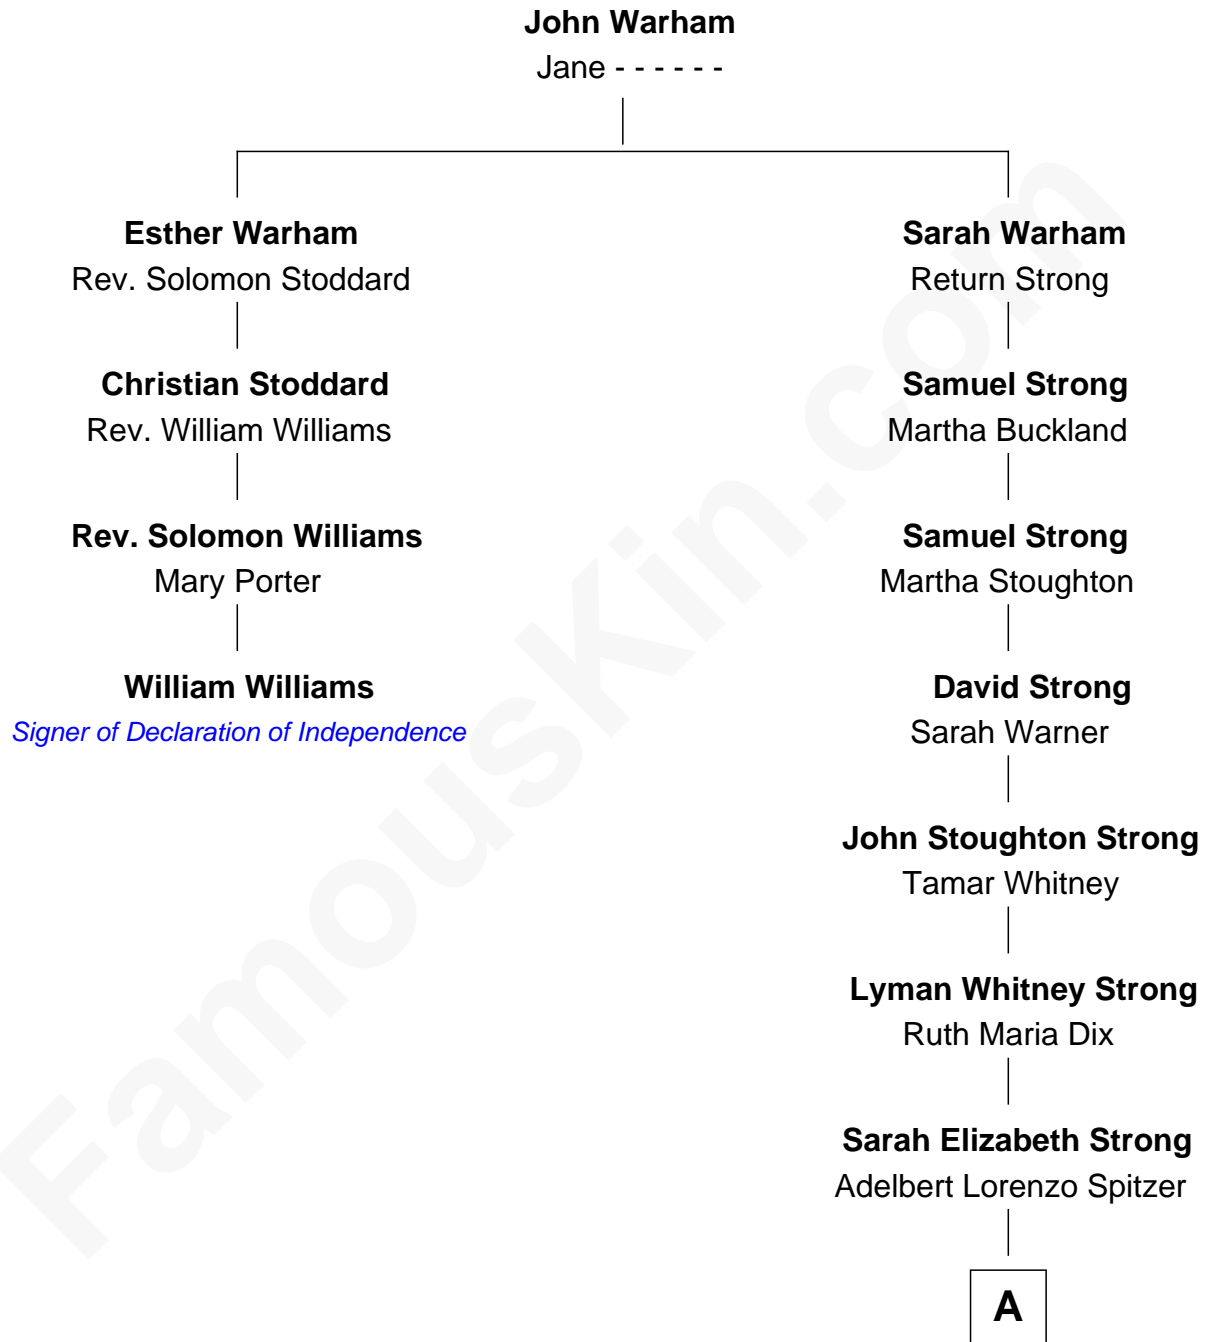 John Warham
Jane - - - - - -
Esther Warham
Rev. Solomon Stoddard
Christian Stoddard
Rev. William Williams
Rev. Solomon Williams
Mary Porter
William Williams
Signer of Declaration of Independence
Sarah Warham
Return Strong
Samuel Strong
Martha Buckland
Samuel Strong
Martha Stoughton
David Strong
Sarah Warner
John Stoughton Strong
Tamar Whitney
Lyman Whitney Strong
Ruth Maria Dix
Sarah Elizabeth Strong
Adelbert Lorenzo Spitzer
A
FamousKin.com